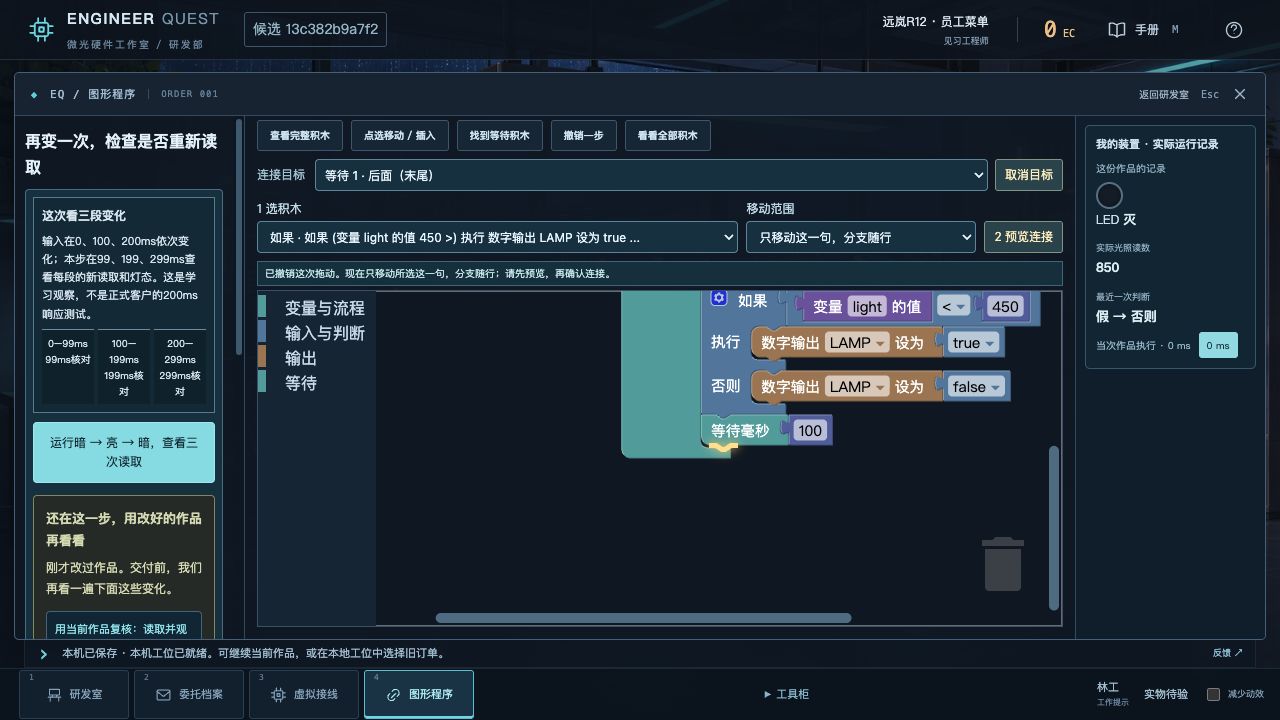 ENGINEER QUEST
微光硬件工作室 / 研发部
候选 13c382b9a7f2
远岚R12 · 员工菜单
见习工程师
0 EC
手册 M
EQ / 图形程序 | ORDER 001
返回研发室 Esc
再变一次，检查是否重新读
取
这次看三段变化
输入在0、100、200ms依次变
化；本步在99、199、299ms查
看每段的新读取和灯态。这是学
习观察，不是正式客户的200ms
响应测试。
0—99ms
99ms核对
100—
199ms
199ms核
对
200—
299ms
299ms核
对
运行暗 → 亮 → 暗，查看三
次读取
还在这一步，用改好的作品
再看看
刚才改过作品。交付前，我们
再看一遍下面这些变化。
用当前作品复核：读取并观
查看完整积木
点选移动 / 插入
找到等待积木
撤销一步
看看全部积木
连接目标
等待 1 · 后面（末尾）
取消目标
1 选积木
移动范围
如果 · 如果 (变量 light 的值 450 >) 执行 数字输出 LAMP 设为 true ...
只移动这一句，分支随行
2 预览连接
已撤销这次拖动。现在只移动所选这一句，分支随行；请先预览，再确认连接。
变量与流程
输入与判断
输出
等待
如果 变量 light 的值 < 450
执行 数字输出 LAMP 设为 true
否则 数字输出 LAMP 设为 false
等待毫秒 100
我的装置 · 实际运行记录
这份作品的记录
LED 灭
实际光照读数
850
最近一次判断
假 → 否则
当次作品执行 · 0 ms
0 ms
本机已保存 · 本机工位已就绪。可继续当前作品，或在本地工位中选择旧订单。
反馈 ↗
1 研发室
2 委托档案
3 虚拟接线
4 图形程序
工具柜
林工
工作提示
实物待验
减少动效